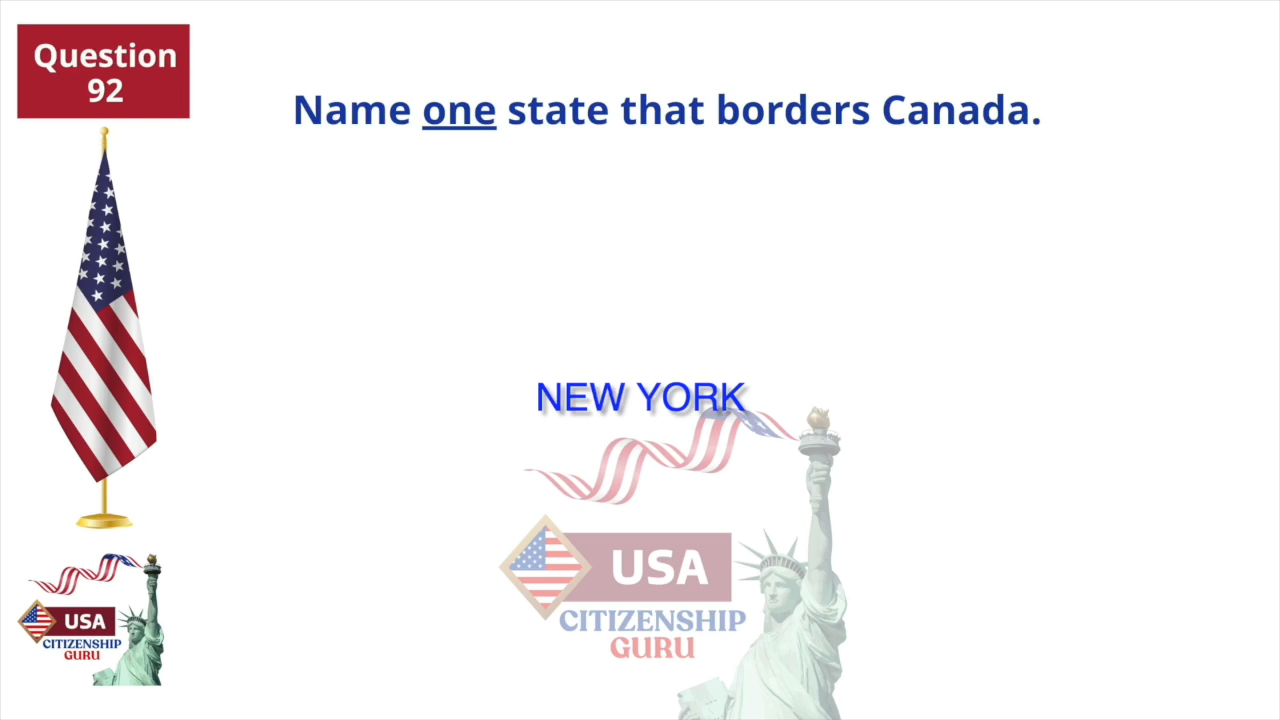 Question
92
Name one state that borders Canada.
NEW YORK
USA
CITIZENSHIP
GURU
USA
CITIZENSHIP
GURU